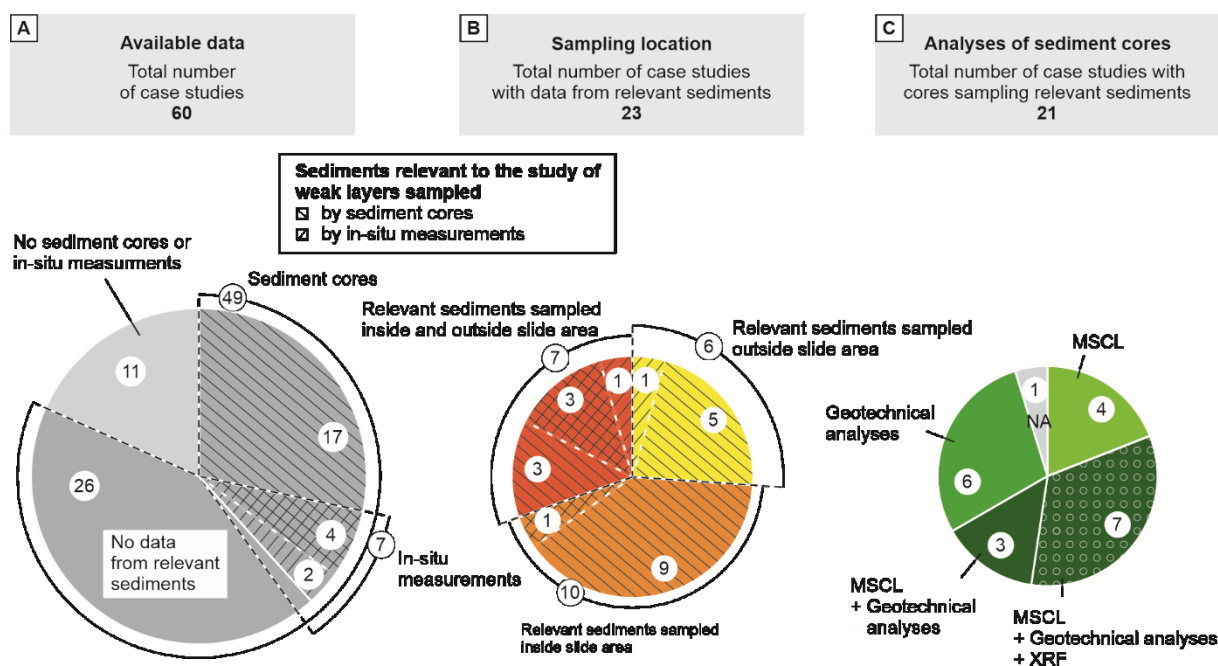 A
Available data
Total number
of case studies
60
B
Sampling location
Total number of case studies
with data from relevant sediments
23
C
Analyses of sediment cores
Total number of case studies with
cores sampling relevant sediments
21
Sediments relevant to the study of
weak layers sampled
by sediment cores
by in-situ measurements
No sediment cores or
in-situ measurments
Sediment cores
49
11
17
26
4
7
2
No data
from relevant
sediments
In-situ
measurements
Relevant sediments sampled
inside and outside slide area
7
Relevant sediments sampled
outside slide area
6
1
1
3
5
3
1
9
10
Relevant sediments sampled
inside slide area
MSCL
1
NA
4
Geotechnical
analyses
6
7
3
MSCL
+ Geotechnical
analyses
MSCL
+ Geotechnical analyses
+ XRF